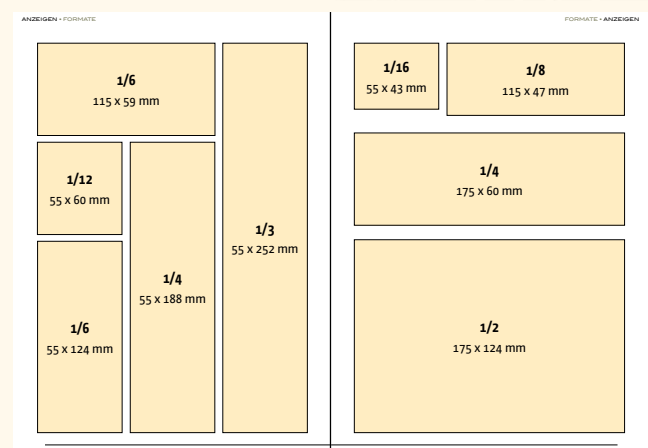 ANZEIGEN • FORMATE
1/6
115 x 59 mm
1/12
55 x 60 mm
1/6
55 x 124 mm
1/4
55 x 188 mm
1/3
55 x 252 mm
FORMATE • ANZEIGEN
1/16
55 x 43 mm
1/8
115 x 47 mm
1/4
175 x 60 mm
1/2
175 x 124 mm